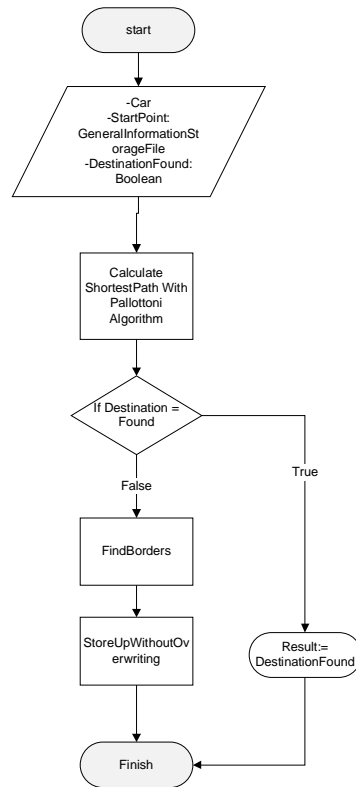 start
-Car
-StartPoint:
GeneralInformationSt
orageFile
-DestinationFound:
Boolean
Calculate
ShortestPath With
Pallottoni
Algorithm
If Destination =
Found
True
False
FindBorders
StoreUpWithoutOv
erwriting
Result:=
DestinationFound
Finish